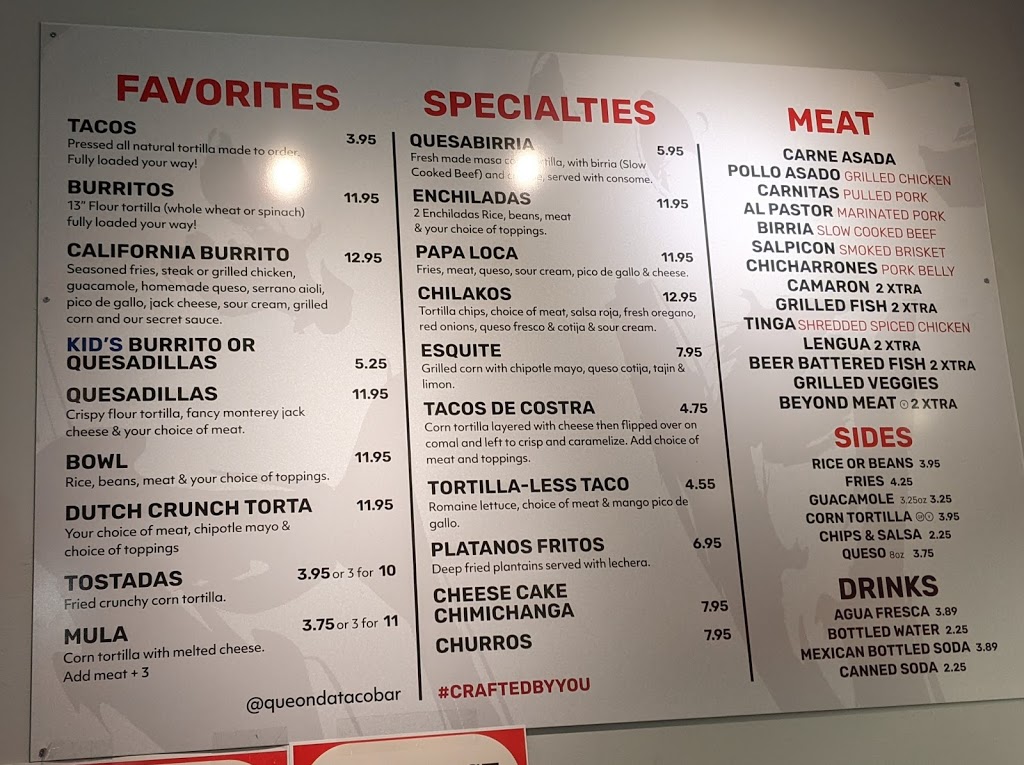 FAVORITES
TACOS 3.95
Pressed all natural tortilla made to order.
Fully loaded your way!
BURRITOS 11.95
13" Flour tortilla (whole wheat or spinach)
fully loaded your way!
CALIFORNIA BURRITO 12.95
Seasoned fries, steak or grilled chicken,
guacamole, homemade queso, serrano aioli,
pico de gallo, jack cheese, sour cream, grilled
corn and our secret sauce.
KID'S BURRITO OR
QUESADILLAS 5.25
QUESADILLAS 11.95
Crispy flour tortilla, fancy monterey jack
cheese & your choice of meat.
BOWL 11.95
Rice, beans, meat & your choice of toppings.
DUTCH CRUNCH TORTA 11.95
Your choice of meat, chipotle mayo &
choice of toppings
TOSTADAS 3.95 or 3 for 10
Fried crunchy corn tortilla.
MULA 3.75 or 3 for 11
Corn tortilla with melted cheese.
Add meat + 3
@queondatacobar
SPECIALTIES
QUESABIRRIA 5.95
Fresh made masa tortilla, with birria (Slow
Cooked Beef) and served with consome.
ENCHILADAS 11.95
2 Enchiladas Rice, beans, meat
& your choice of toppings.
PAPA LOCA 11.95
Fries, meat, queso, sour cream, pico de gallo & cheese.
CHILAKOS 12.95
Tortilla chips, choice of meat, salsa roja, fresh oregano,
red onions, queso fresco & cotija & sour cream.
ESQUITE 7.95
Grilled corn with chipotle mayo, queso cotija, tajin &
limon.
TACOS DE COSTRA 4.75
Corn tortilla layered with cheese then flipped over on
comal and left to crisp and caramelize. Add choice of
meat and toppings.
TORTILLA-LESS TACO 4.55
Romaine lettuce, choice of meat & mango pico de
gallo.
PLATANOS FRITOS 6.95
Deep fried plantains served with lechera.
CHEESE CAKE
CHIMICHANGA 7.95
CHURROS 7.95
#CRAFTEDBYYOU
MEAT
CARNE ASADA
POLLO ASADO GRILLED CHICKEN
CARNITAS PULLED PORK
AL PASTOR MARINATED PORK
BIRRIA SLOW COOKED BEEF
SALPICON SMOKED BRISKET
CHICHARRONES PORK BELLY
CAMARON 2 XTRA
GRILLED FISH 2 XTRA
TINGA SHREDDED SPICED CHICKEN
LENGUA 2 XTRA
BEER BATTERED FISH 2 XTRA
GRILLED VEGGIES
BEYOND MEAT 2 XTRA
SIDES
RICE OR BEANS 3.95
FRIES 4.25
GUACAMOLE 3.25oz 3.25
CORN TORTILLA 3.95
CHIPS & SALSA 2.25
QUESO 8oz 3.75
DRINKS
AGUA FRESCA 3.89
BOTTLED WATER 2.25
MEXICAN BOTTLED SODA 3.89
CANNED SODA 2.25